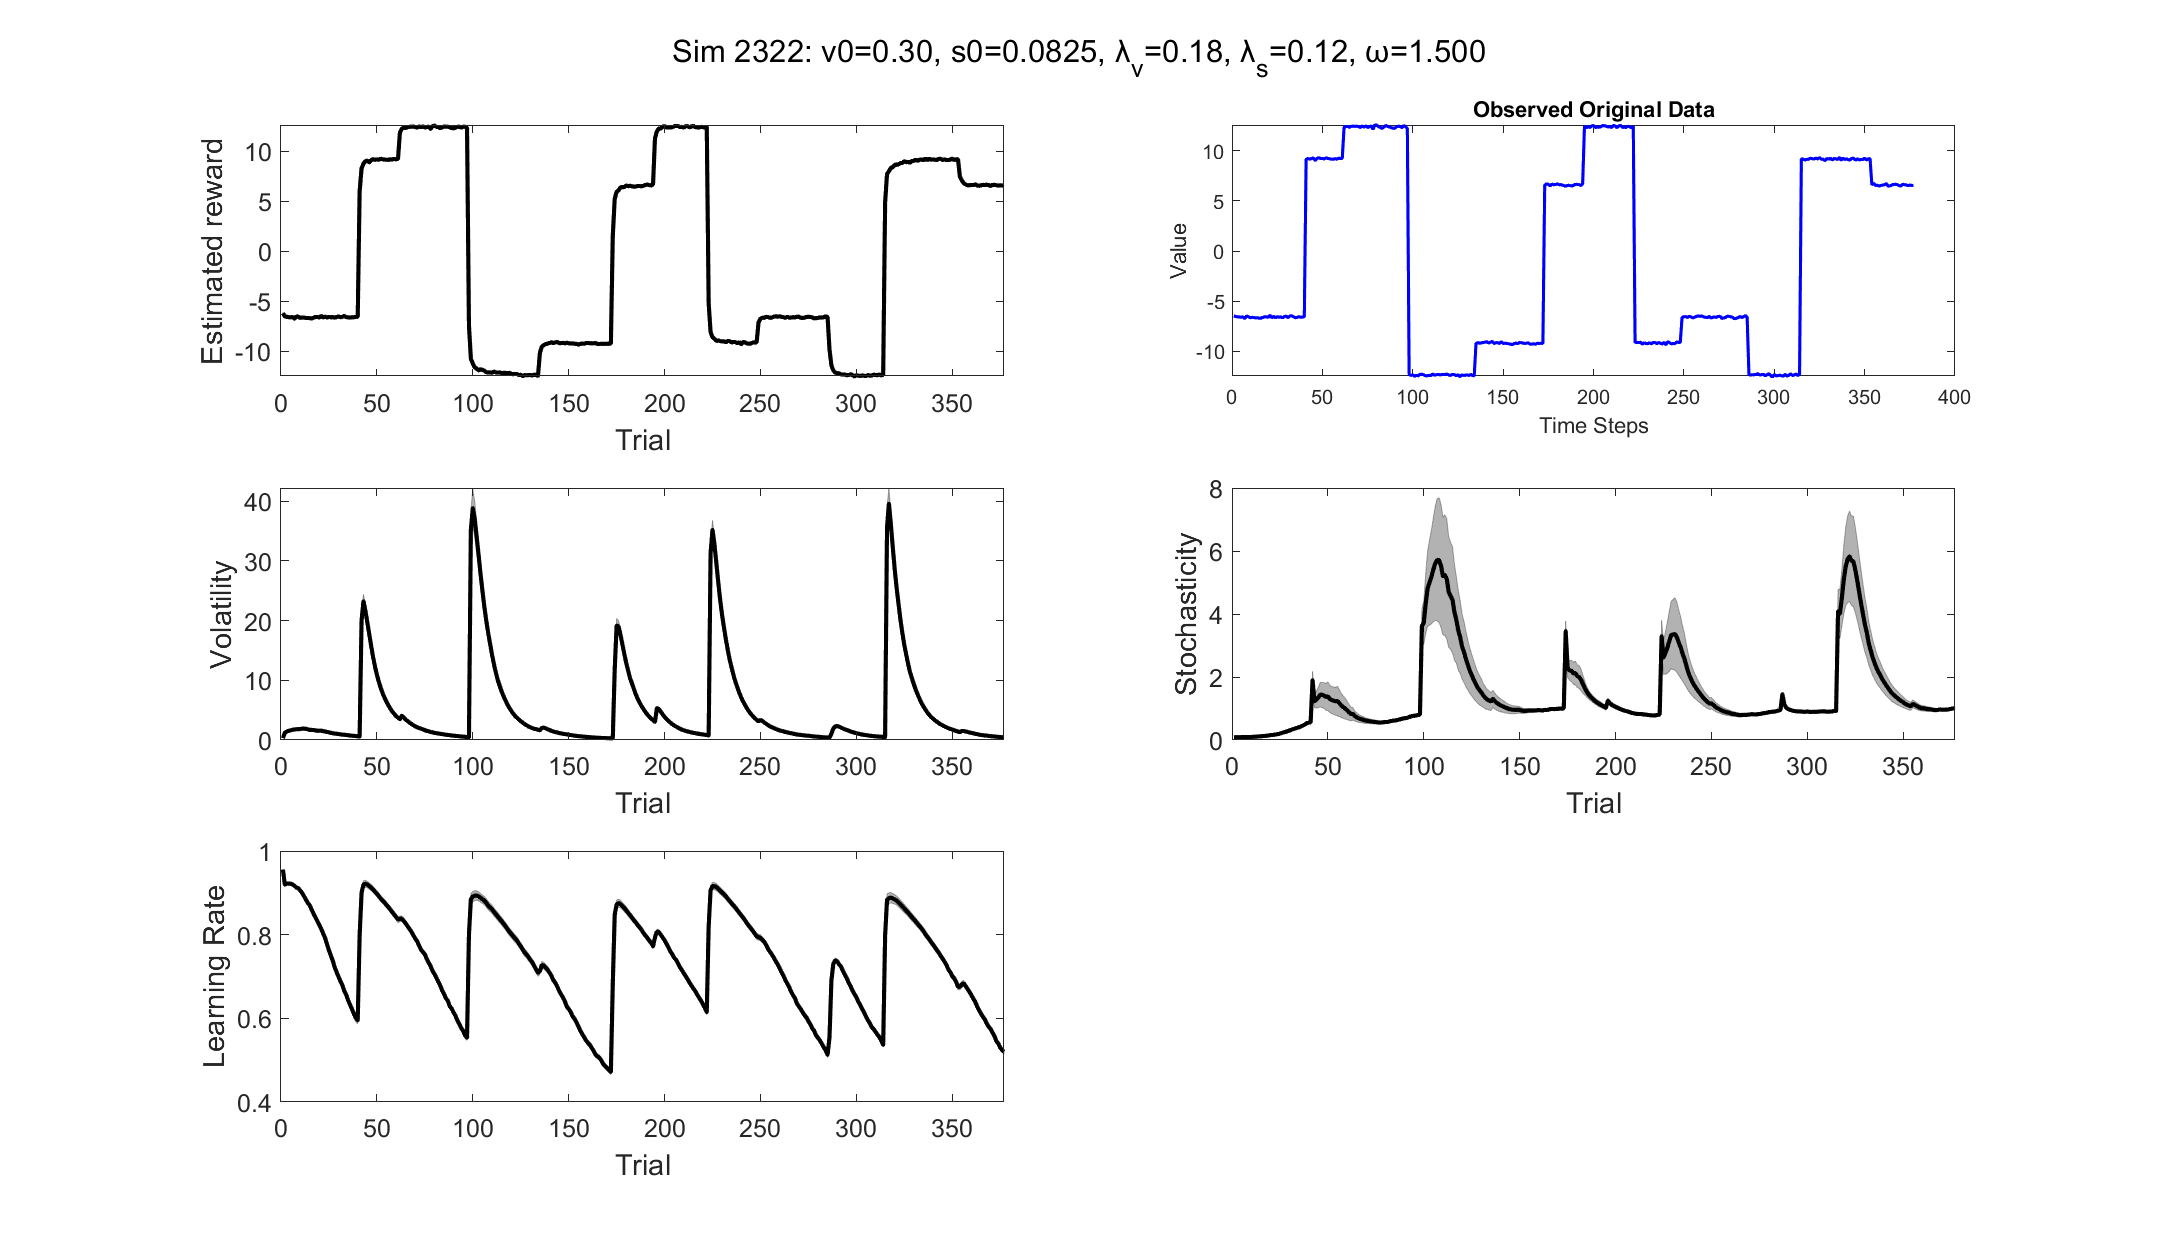 Sim 2322: v0=0.30, s0=0.0825, λ_v=0.18, λ_s=0.12, ω=1.500
Estimated reward
10
5
0
-5
-10
0 50 100 150 200 250 300 350
Trial
Observed Original Data
Value
10
5
0
-5
-10
0 50 100 150 200 250 300 350 400
Time Steps
Volatility
40
30
20
10
0
0 50 100 150 200 250 300 350
Trial
Stochasticity
8
6
4
2
0
0 50 100 150 200 250 300 350
Trial
Learning Rate
1
0.8
0.6
0.4
0 50 100 150 200 250 300 350
Trial